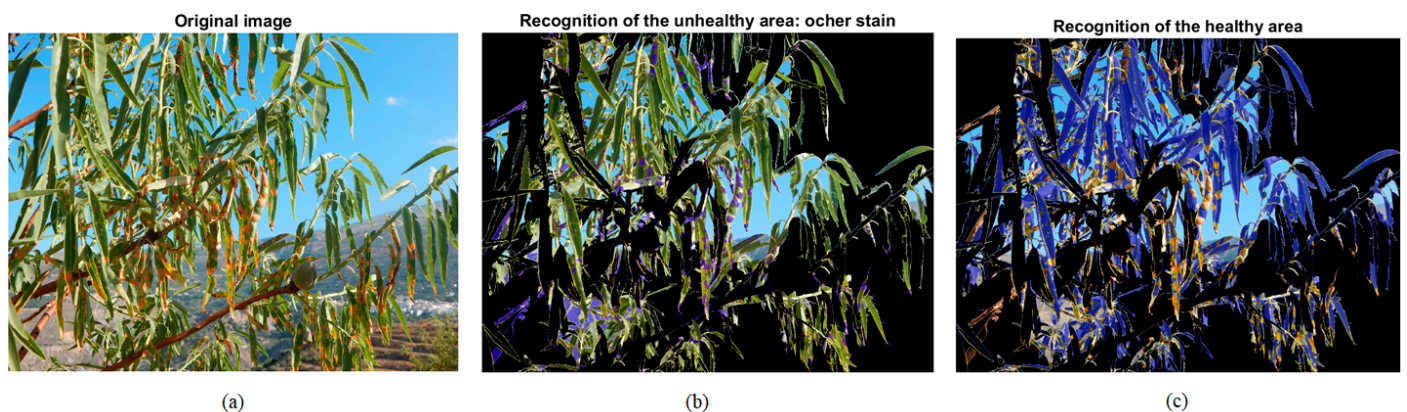 Original image
Recognition of the unhealthy area: ocher stain
Recognition of the healthy area
(a)
(b)
(c)